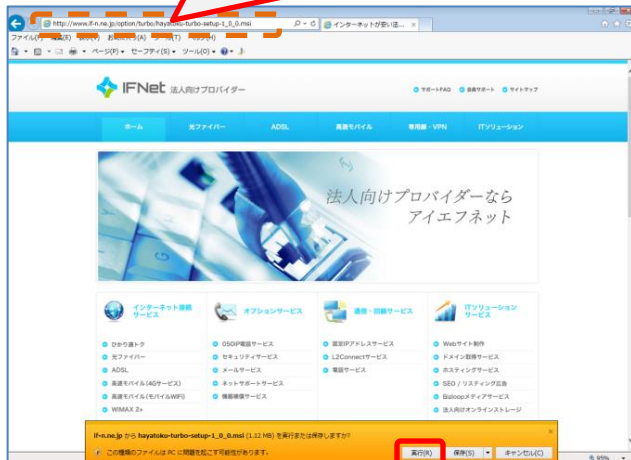 http://www.if-n.ne.jp/option/turbo/hayatoku-turbo-setup-1_0_0.msi
インターネットが安い法... ×
ページ(P) セーフティ(S) ツール(O)
IFNet 法人向けプロバイダー
サポートFAQ 会員サポート サイトマップ
ホーム 光ファイバー ADSL 高速モバイル 専用線・VPN ITソリューション
法人向けプロバイダーなら
アイエフネット
インターネット接続サービス オプションサービス 通信・回線サービス ITソリューションサービス
ひかり速トク 050IP電話サービス 固定IPアドレスサービス Webサイト制作
光ファイバー セキュリティサービス L2Connectサービス ドメイン取得サービス
ADSL メールサービス 電話サービス ホスティングサービス
高速モバイル(4Gサービス) ネットサポートサービス SEO / リスティング広告
高速モバイル(モバイルWiFi) 機器補償サービス Bizloopメディアサービス
WiMAX 2+ 法人向けオンラインストレージ
if-n.ne.jp から hayatoku-turbo-setup-1_0_0.msi (1.12 MB) を実行または保存しますか?
この種類のファイルは PC に問題を起こす可能性があります。
実行(R) 保存(S) キャンセル(C)
95%